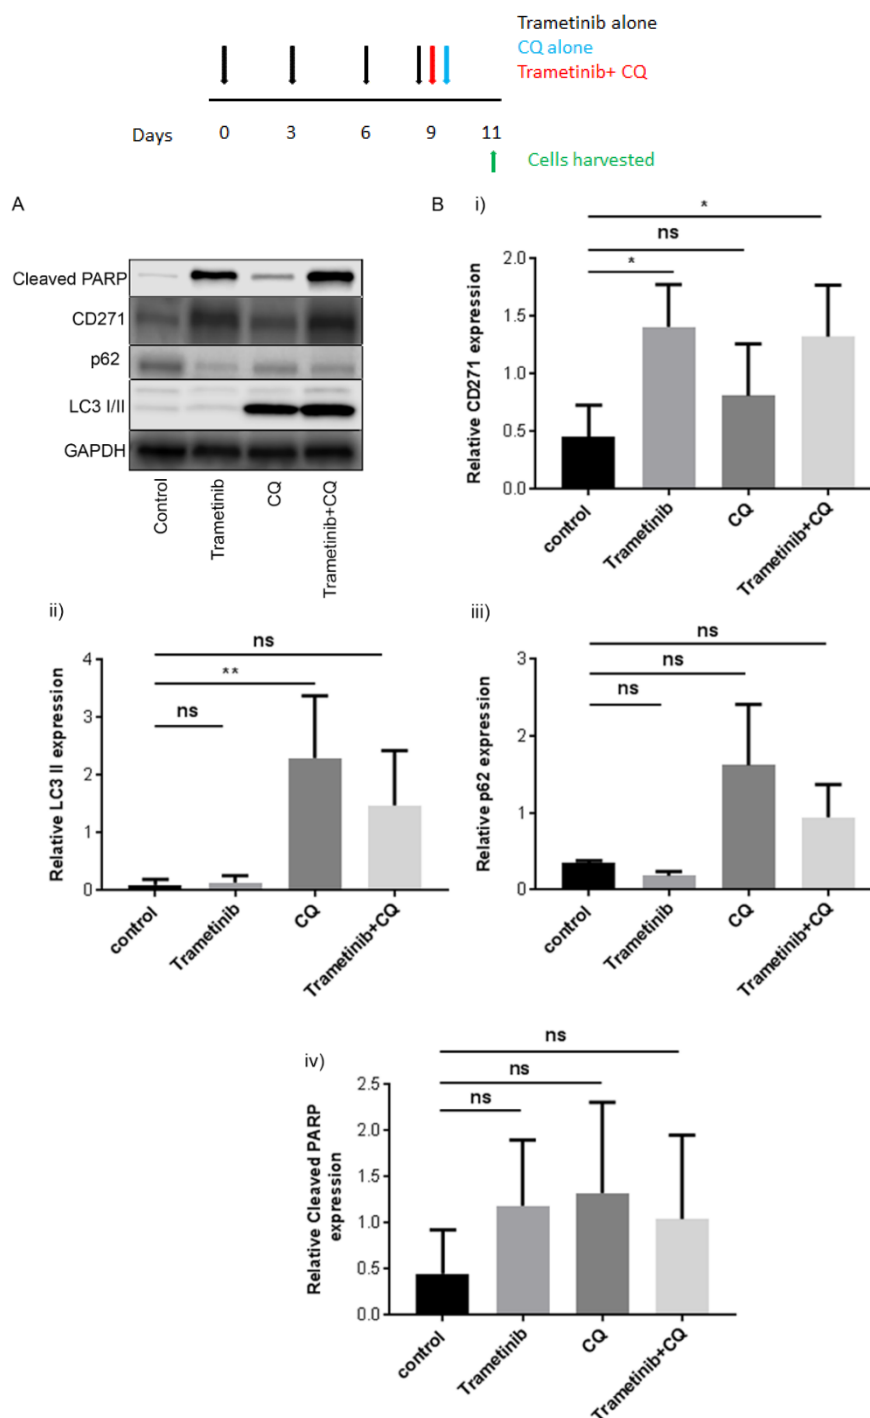 Trametinib alone
CQ alone
Trametinib+ CQ
Days 0 3 6 9 11
Cells harvested
A
Cleaved PARP
CD271
p62
LC3 I/II
GAPDH
Control
Trametinib
CQ
Trametinib+CQ
B i)
*
ns
*
2.0
1.5
1.0
0.5
0.0
Relative CD271 expression
control
Trametinib
CQ
Trametinib+CQ
ii)
ns
**
ns
4
3
2
1
0
Relative LC3 II expression
control
Trametinib
CQ
Trametinib+CQ
iii)
ns
ns
ns
3
2
1
0
Relative p62 expression
control
Trametinib
CQ
Trametinib+CQ
iv)
ns
ns
ns
2.5
2.0
1.5
1.0
0.5
0.0
Relative Cleaved PARP
expression
control
Trametinib
CQ
Trametinib+CQ